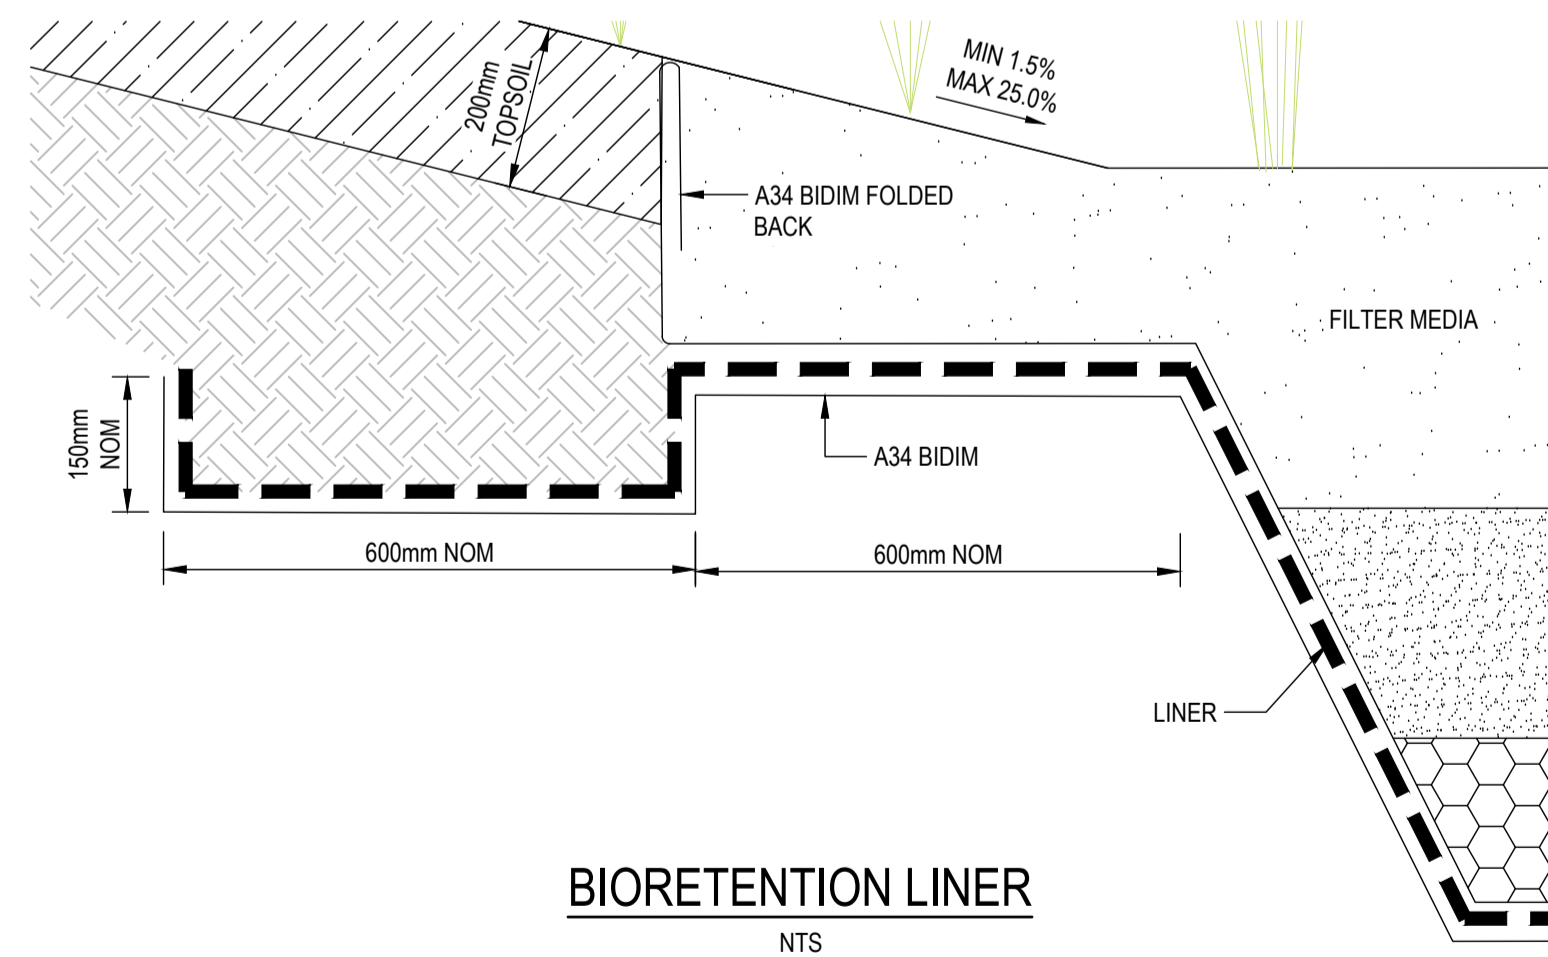 MIN 1.5%
MAX 25.0%
200mm
TOPSOIL
A34 BIDIM FOLDED
BACK
FILTER MEDIA
150mm
NOM
A34 BIDIM
600mm NOM
600mm NOM
LINER
BIORETENTION LINER
NTS